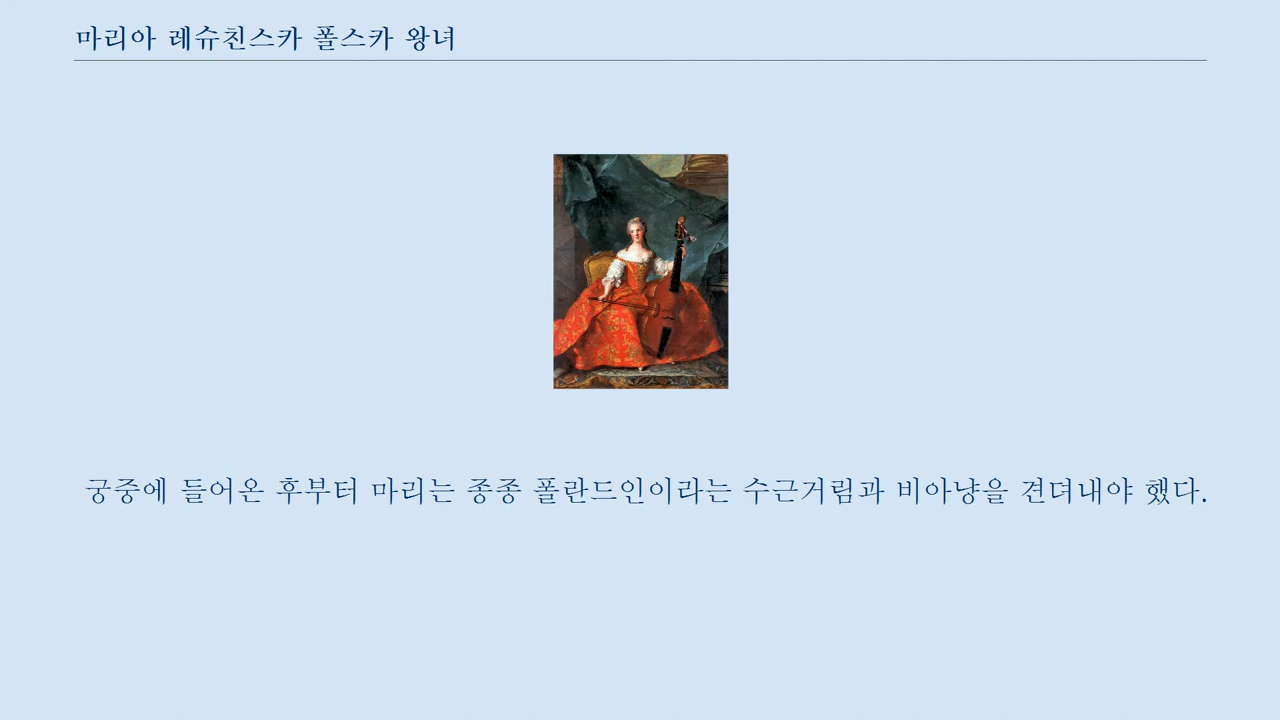 마리아 레슈친스카 폴스카 왕녀
궁중에 들어온 후부터 마리는 종종 폴란드인이라는 수근거림과 비아냥을 견뎌내야 했다.